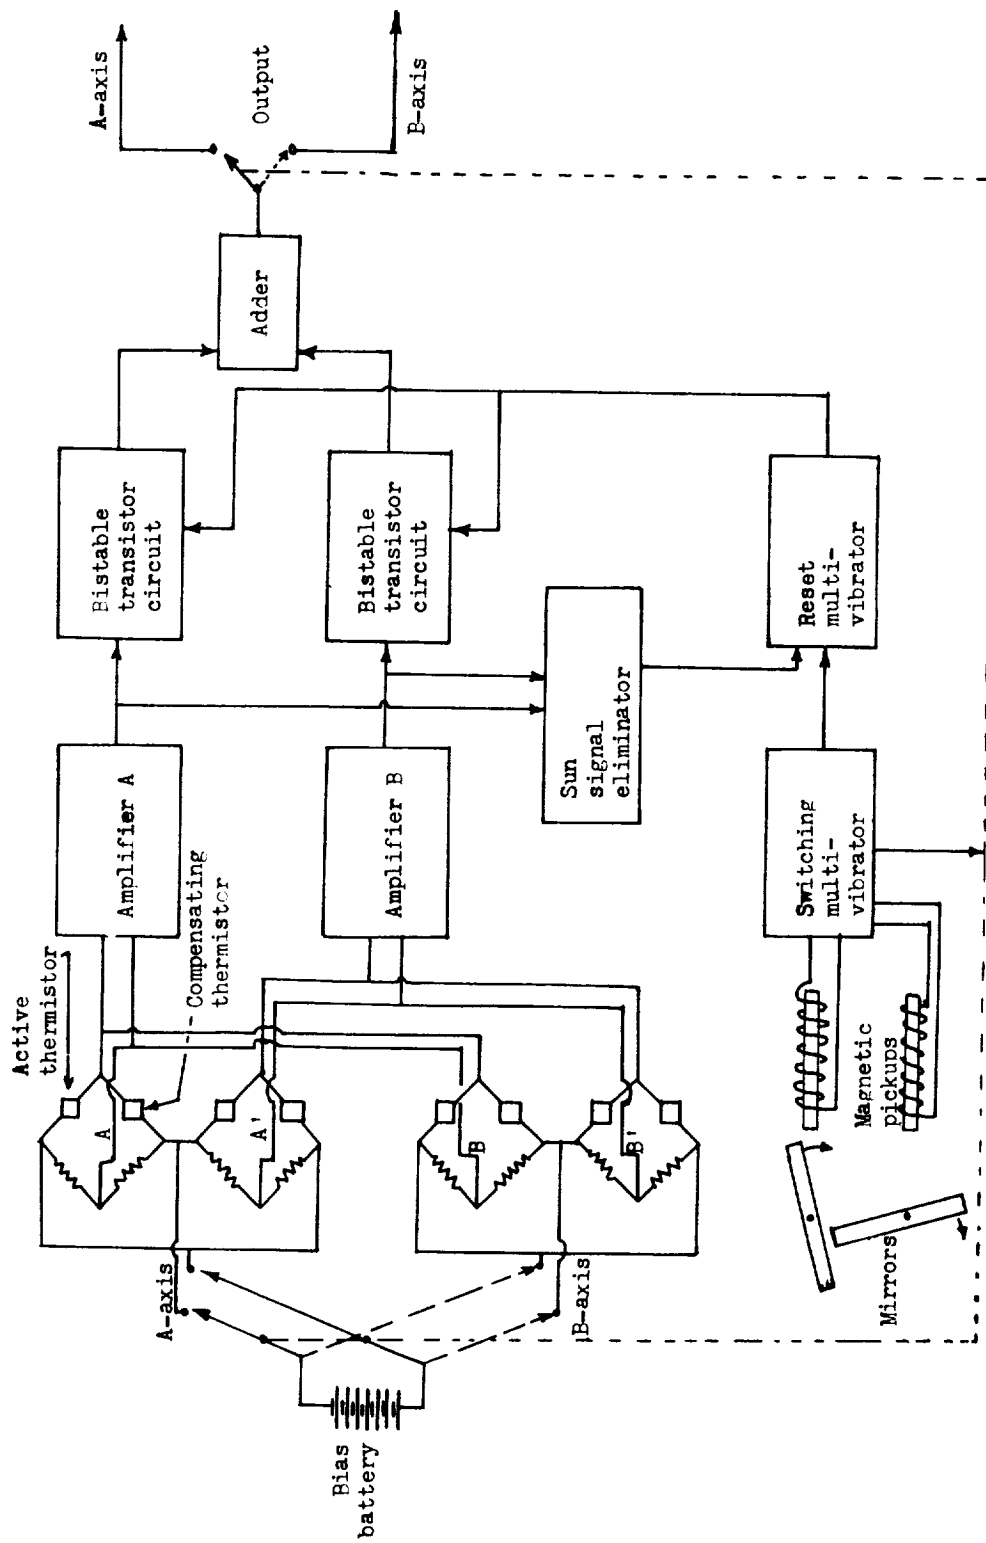 Bias
battery
A-axis
B-axis
Active
thermistor
Compensating
thermistor
A
A'
B
B'
Mirrors
Magnetic
pickups
Amplifier A
Amplifier B
Switching
multi-
vibrator
Sun
signal
eliminator
Bistable
transistor
circuit
Bistable
transistor
circuit
Reset
multi-
vibrator
Adder
A-axis
Output
B-axis